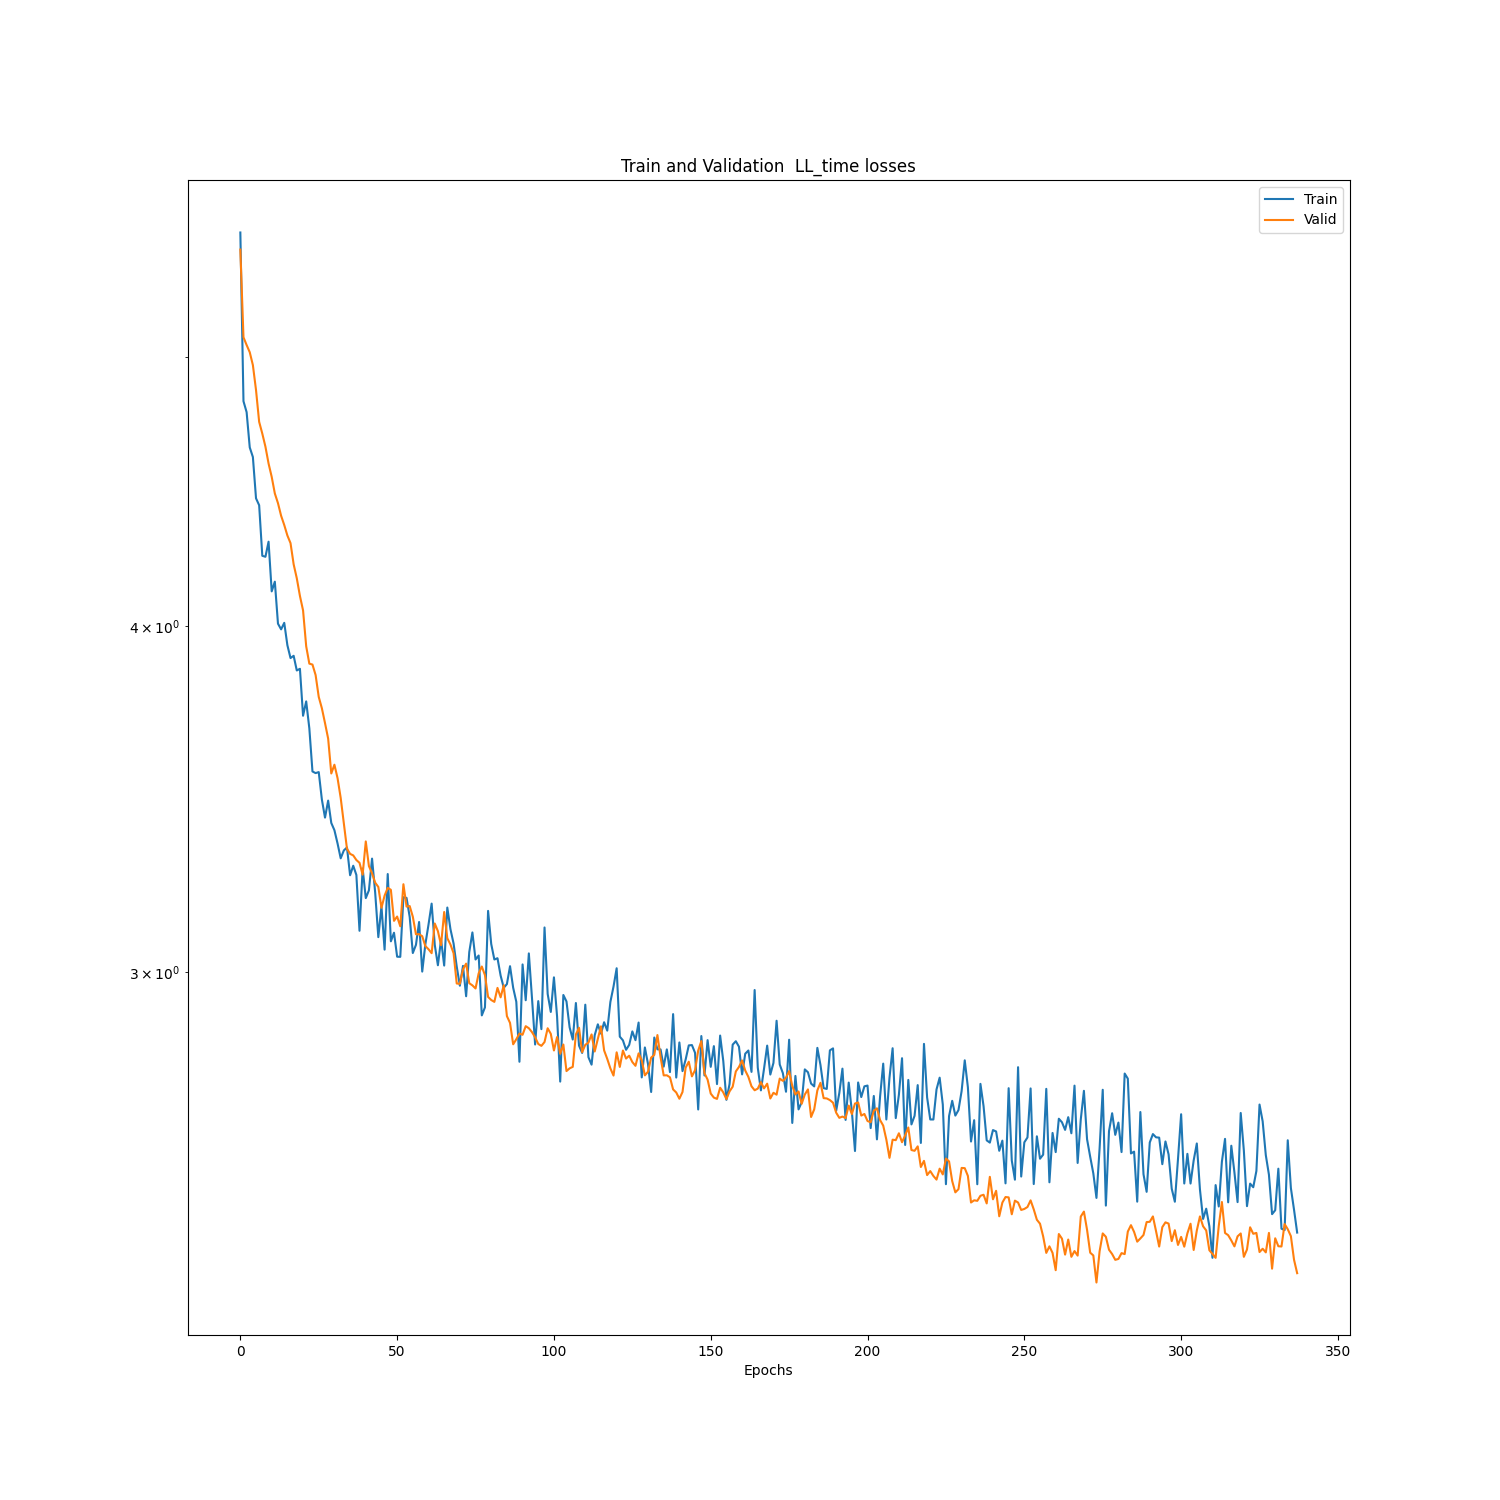 Train and Validation  LL_time losses
Train
Valid
4 × 10⁰
3 × 10⁰
0 50 100 150 200 250 300 350
Epochs